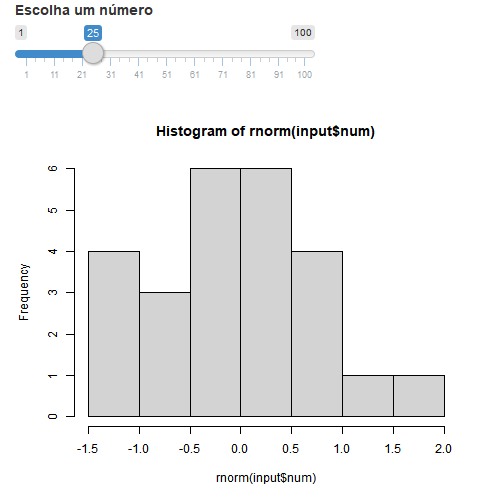 Escolha um número
1 25 100
1 11 21 31 41 51 61 71 81 91 100
Histogram of rnorm(input$num)
Frequency
6
5
4
3
2
1
0
-1.5 -1.0 -0.5 0.0 0.5 1.0 1.5 2.0
rnorm(input$num)